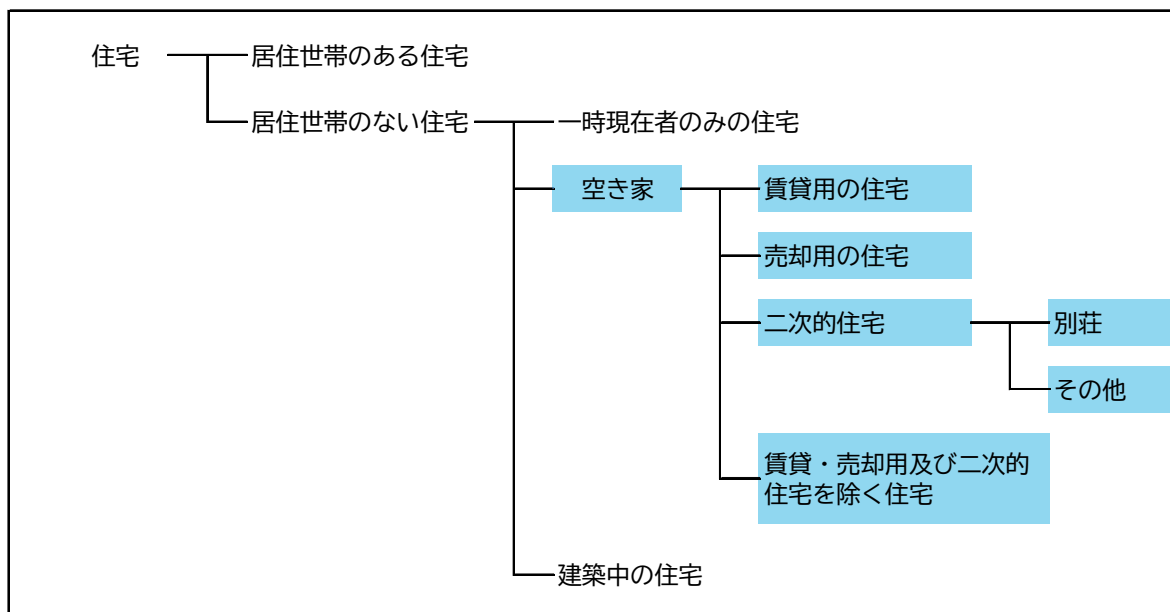 住宅
居住世帯のある住宅
居住世帯のない住宅
一時現在者のみの住宅
空き家
賃貸用の住宅
売却用の住宅
二次的住宅
別荘
その他
賃貸・売却用及び二次的
住宅を除く住宅
建築中の住宅